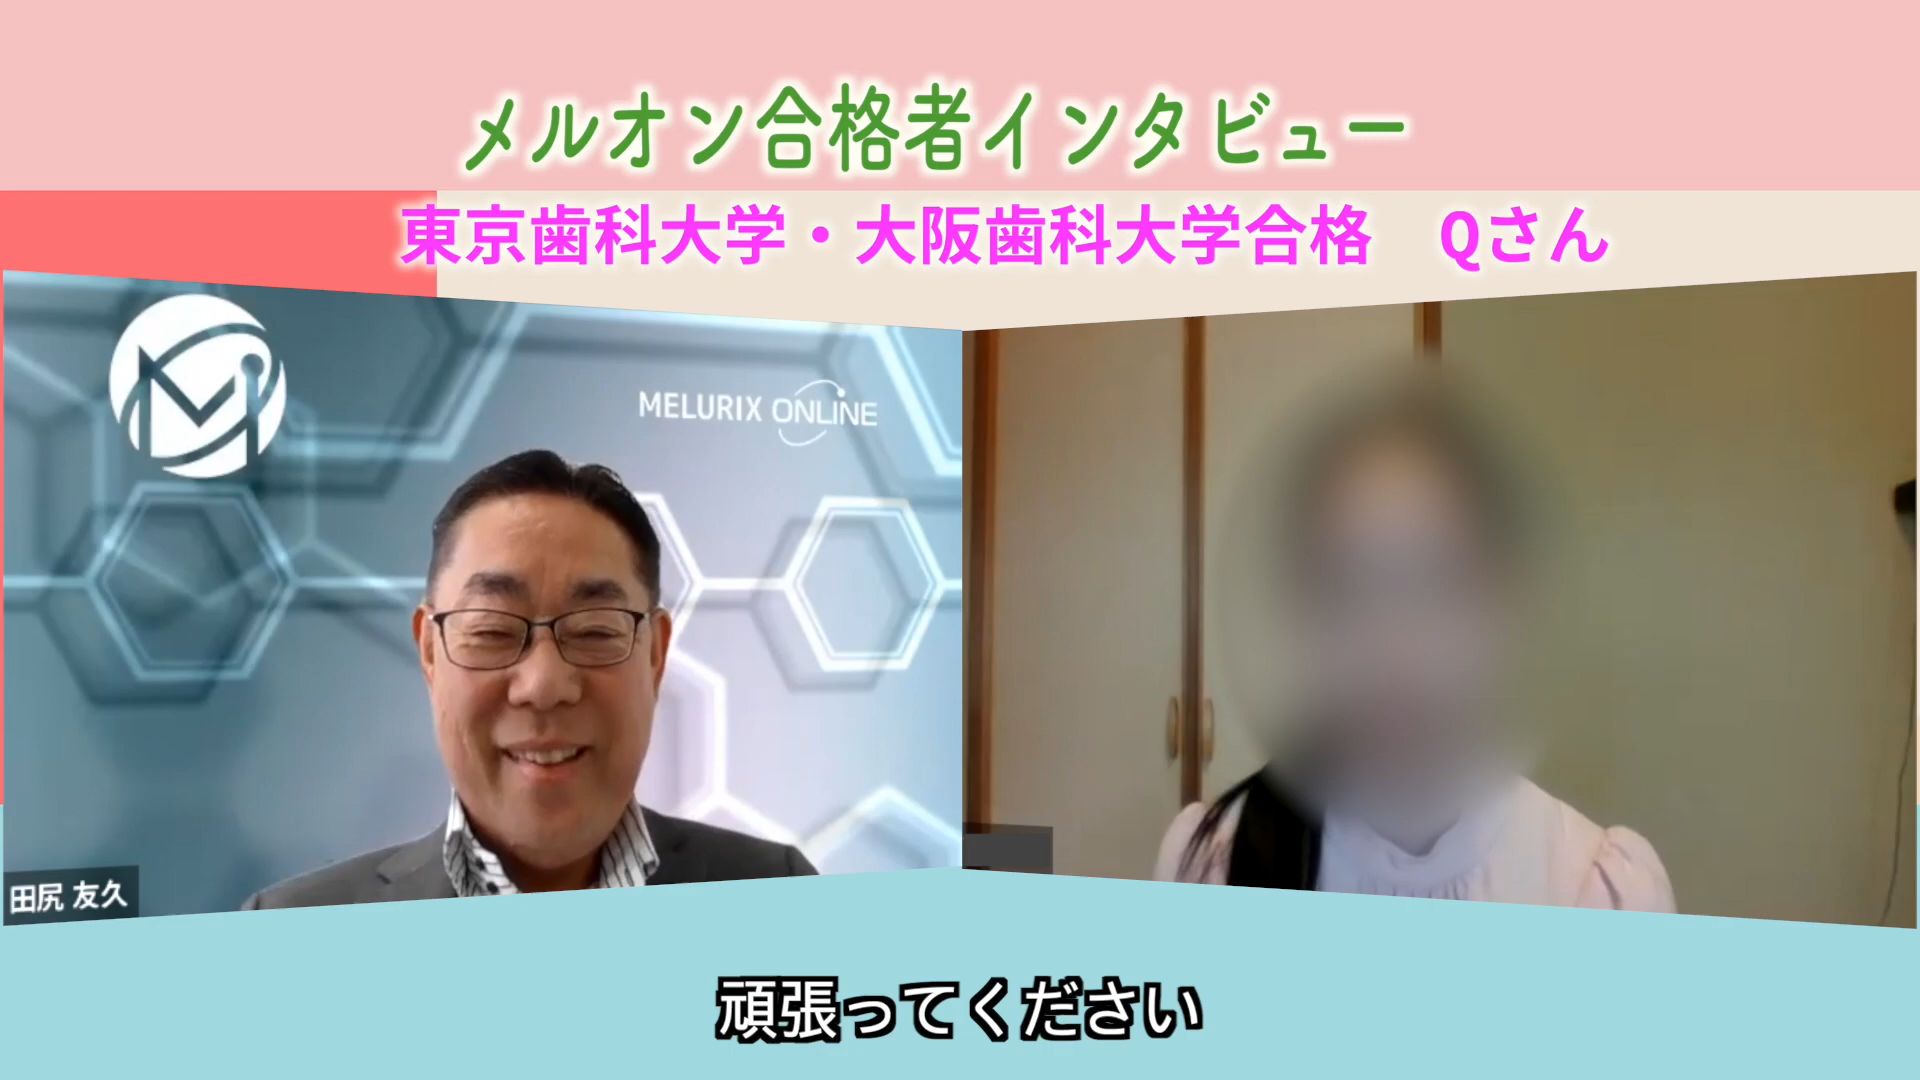 メルオン合格者インタビュー
東京歯科大学・大阪歯科大学合格　Qさん
MELURIX ONLINE
田尻 友久
頑張ってください